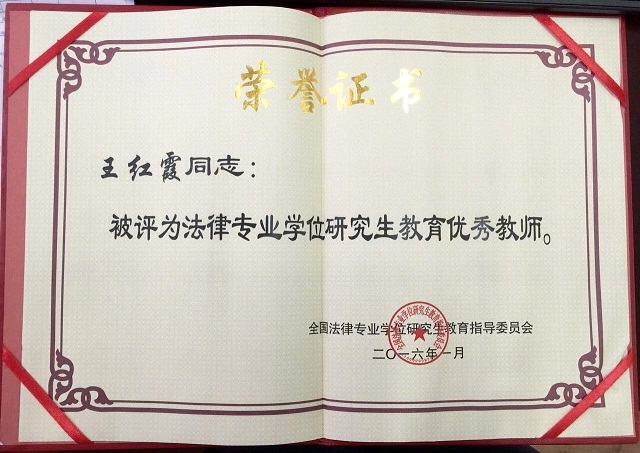 荣誉证书
王红霞同志：
被评为法律专业学位研究生教育优秀教师。
全国法律专业学位研究生教育指导委员会
二〇一六年一月